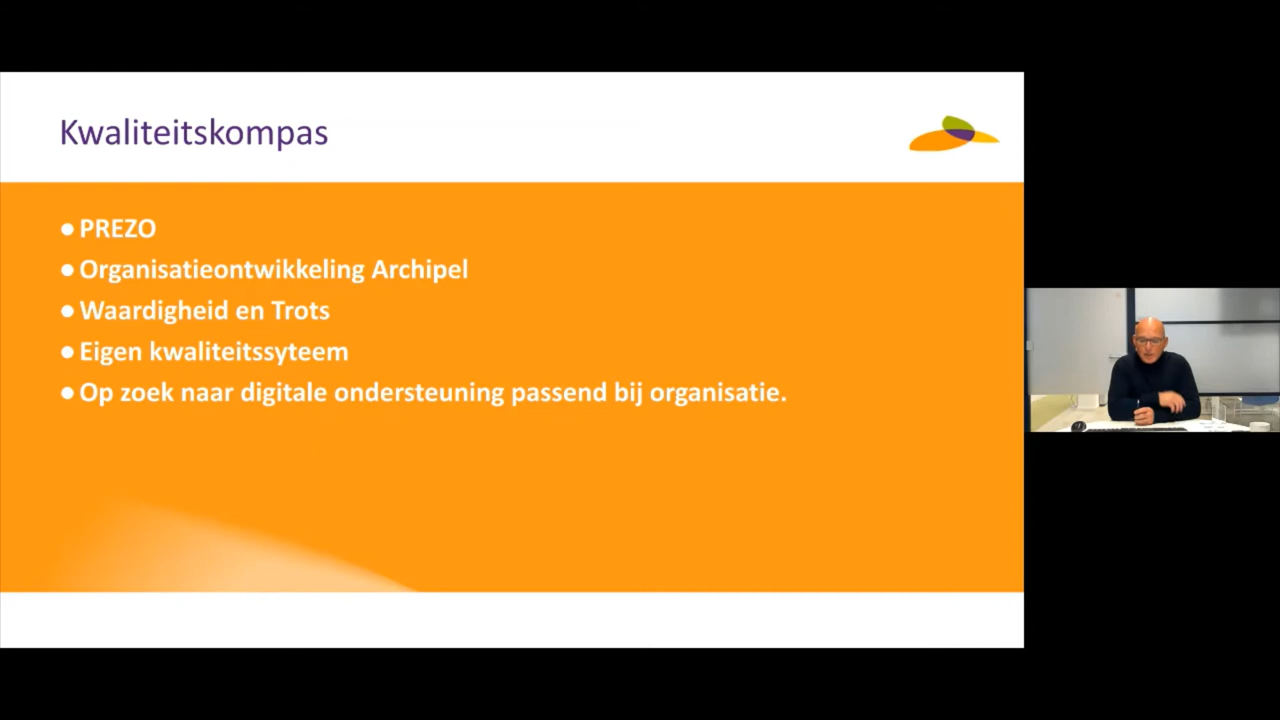 Kwaliteitskompas
● PREZO
● Organisatieontwikkeling Archipel
● Waardigheid en Trots
● Eigen kwaliteitssyteem
● Op zoek naar digitale ondersteuning passend bij organisatie.